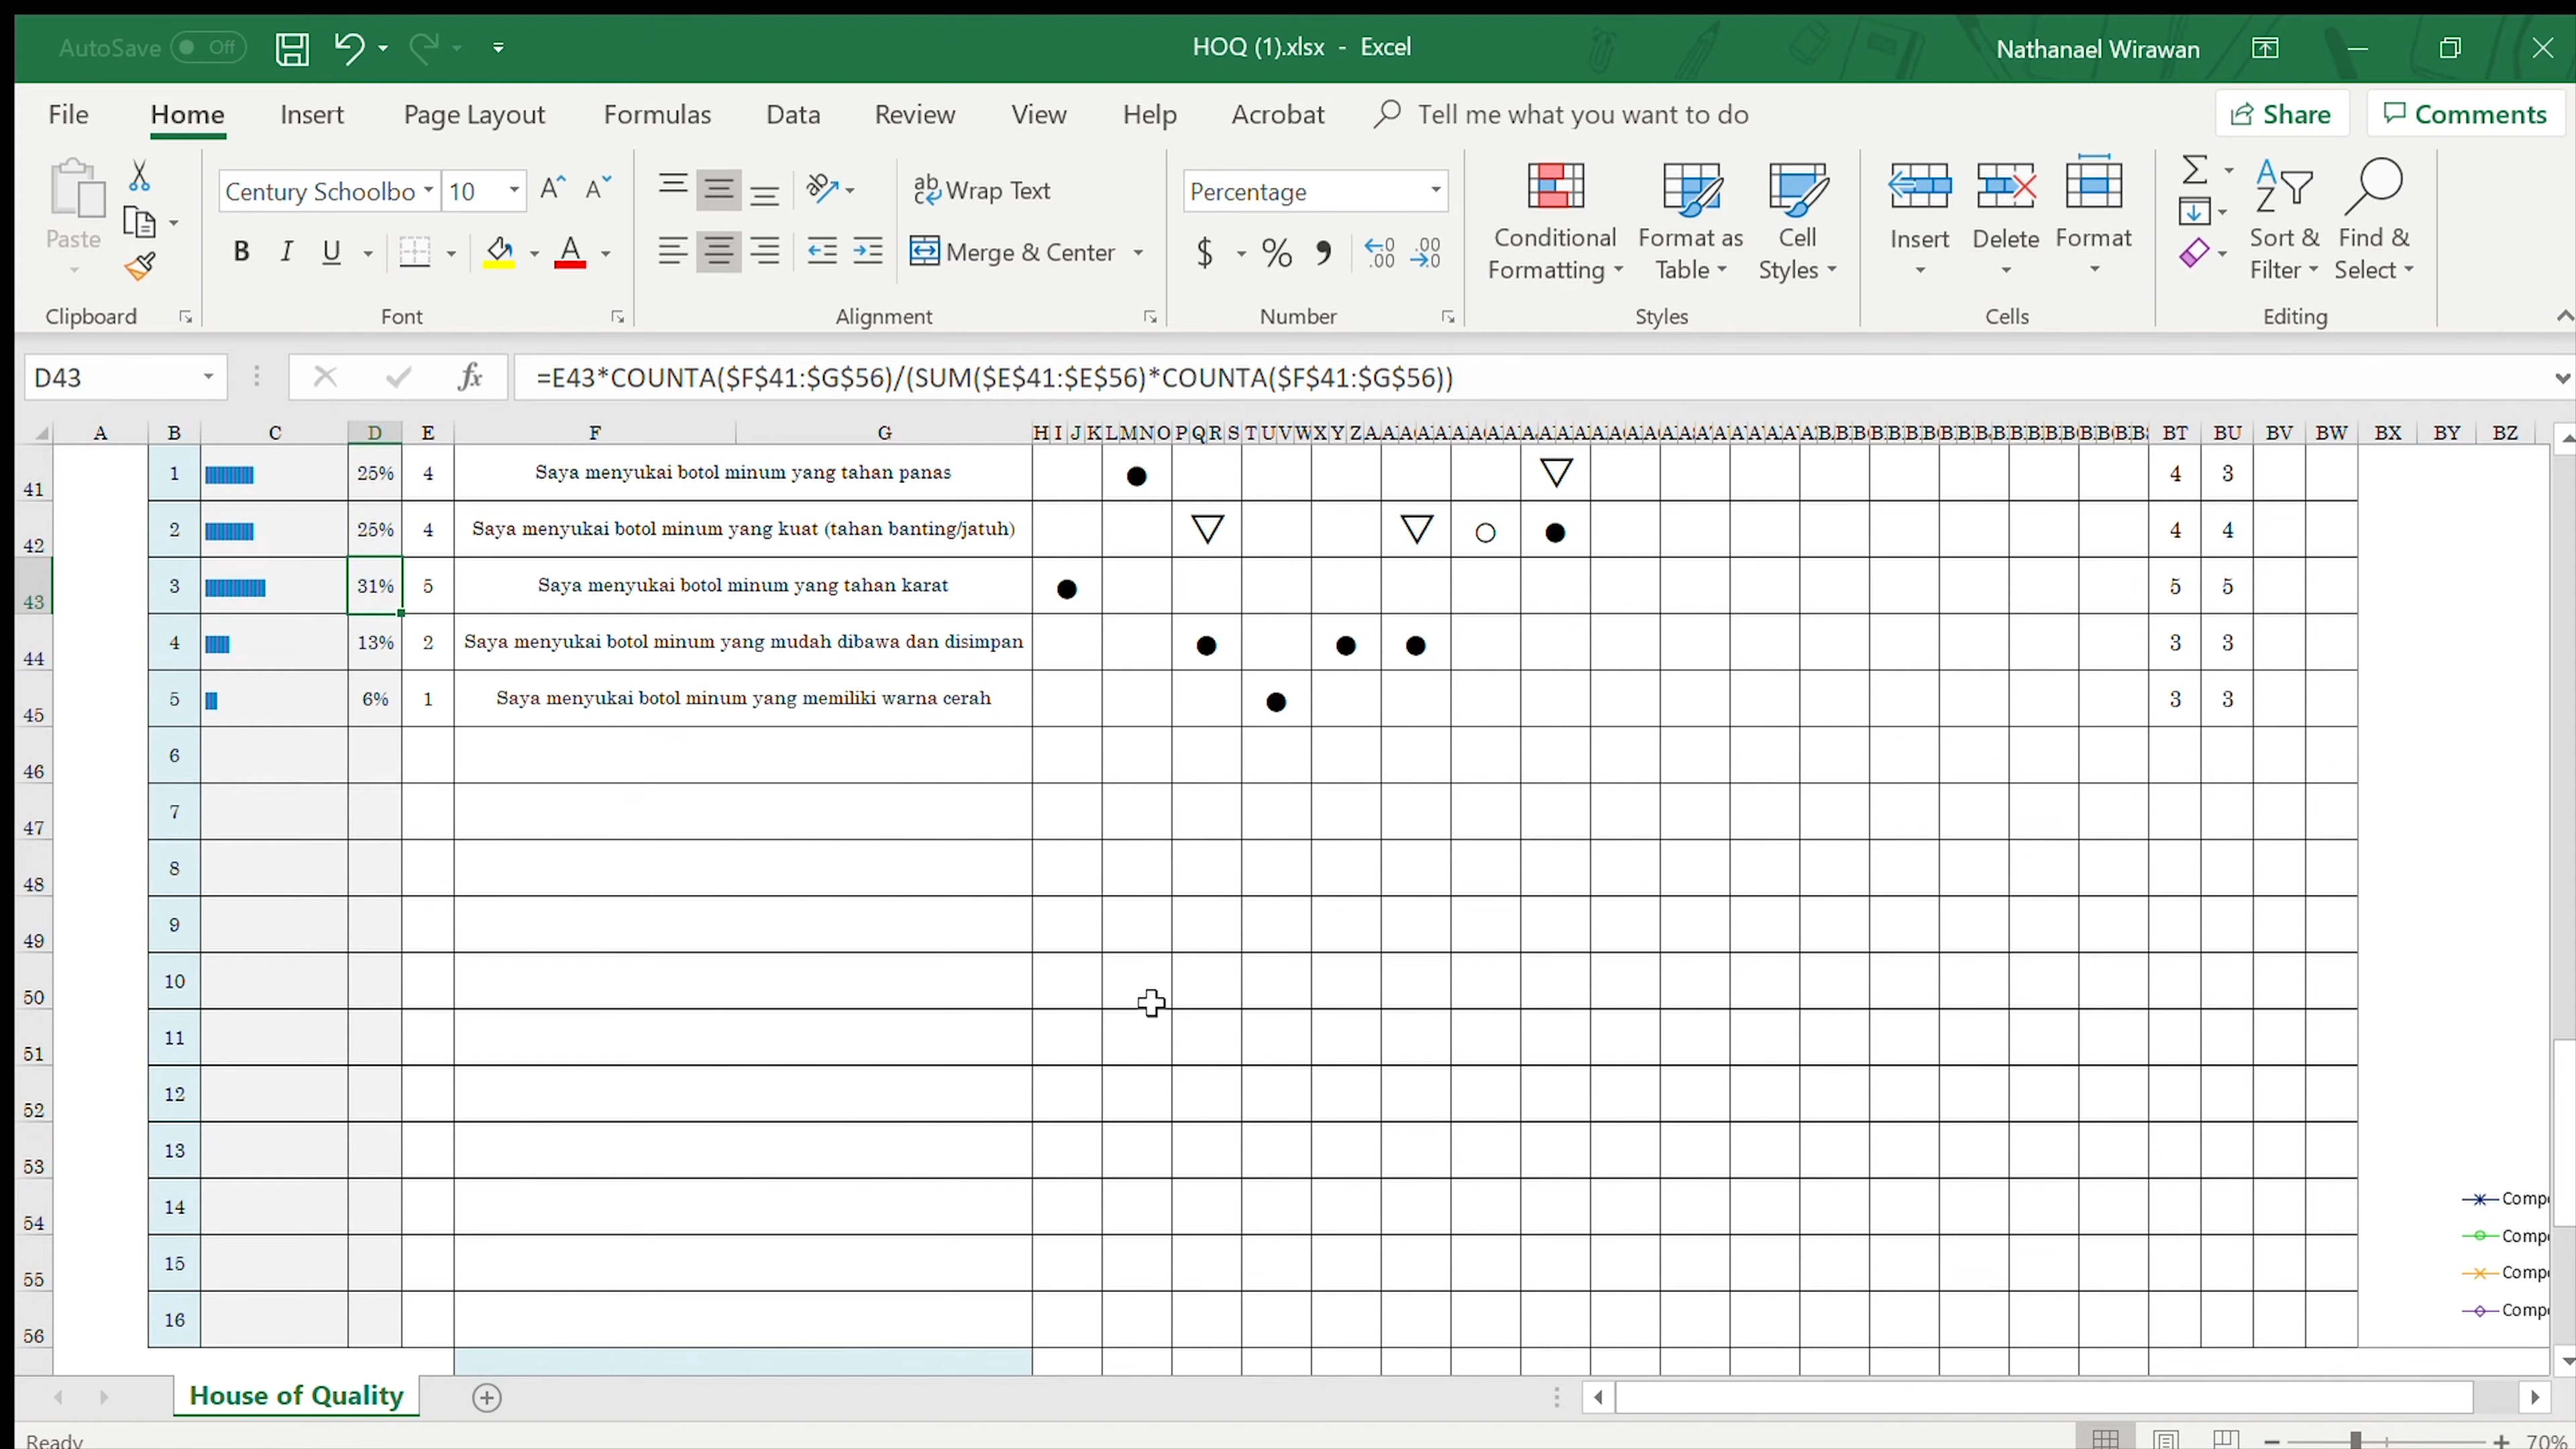 AutoSave Off
HOQ (1).xlsx - Excel
Nathanael Wirawan
File Home Insert Page Layout Formulas Data Review View Help Acrobat Tell me what you want to do
Share Comments
Paste
Century Schoolbo 10
B I U A
ab Wrap Text
Merge & Center
Percentage
$ % , .00 .00
Conditional Formatting
Format as Table
Cell Styles
Insert Delete Format
Sort & Filter
Find & Select
Clipboard Font Alignment Number Styles Cells Editing
D43 fx =E43*COUNTA($F$41:$G$56)/(SUM($E$41:$E$56)*COUNTA($F$41:$G$56))
A B C D E F G H I J K L M N O P Q R S T U V W X Y Z BT BU BV BW BX BY BZ
41 1 25% 4 Saya menyukai botol minum yang tahan panas ● ▽ 4 3
42 2 25% 4 Saya menyukai botol minum yang kuat (tahan banting/jatuh) ▽ ▽ ○ ● 4 4
43 3 31% 5 Saya menyukai botol minum yang tahan karat ● 5 5
44 4 13% 2 Saya menyukai botol minum yang mudah dibawa dan disimpan ● ● ● 3 3
45 5 6% 1 Saya menyukai botol minum yang memiliki warna cerah ● 3 3
46 6
47 7
48 8
49 9
50 10
51 11
52 12
53 13
54 14
55 15
56 16
Comp
Comp
Comp
Comp
House of Quality
Ready
70%